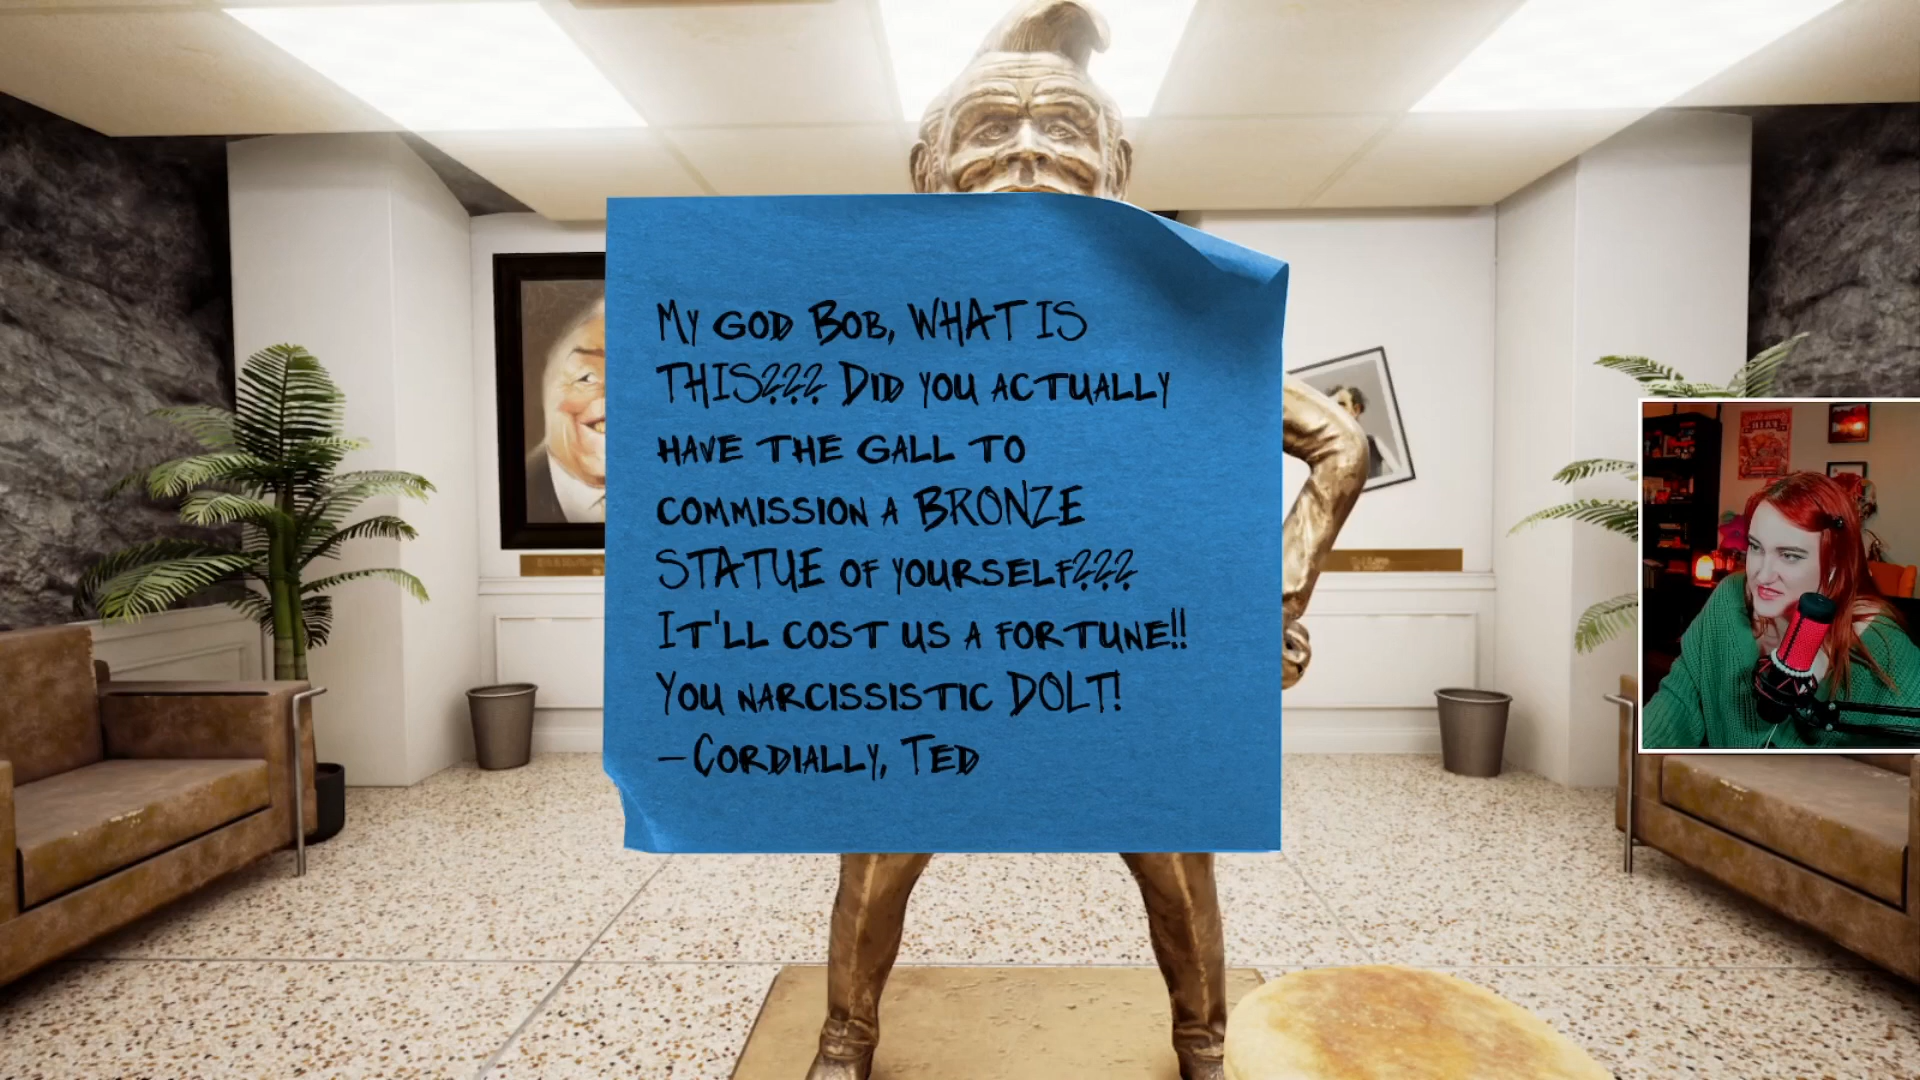 My god Bob, WHAT IS
THIS??? Did you actually
have the gall to
commission a BRONZE
STATUE of yourself???
It'll cost us a fortune!!
You narcissistic DOLT!
—Cordially, Ted